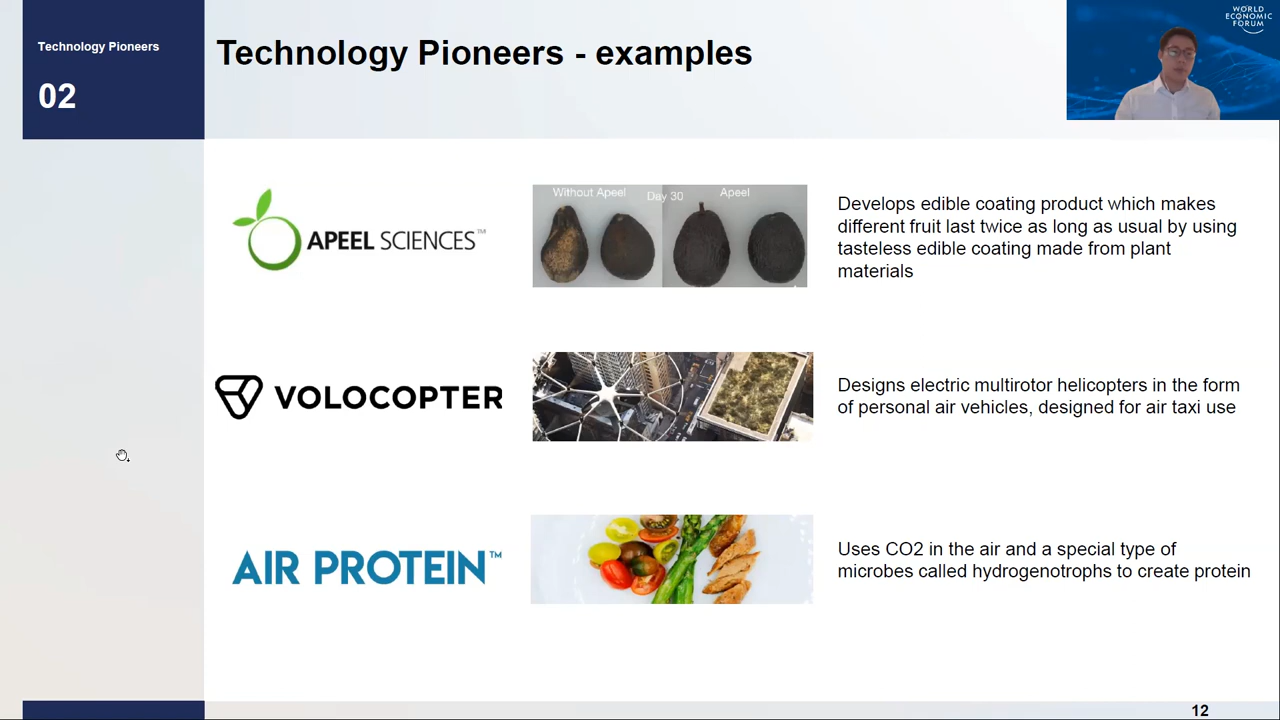 Technology Pioneers
02
Technology Pioneers - examples
WORLD
ECONOMIC
FORUM
APEEL SCIENCES™
Without Apeel
Day 30
Apeel
Develops edible coating product which makes
different fruit last twice as long as usual by using
tasteless edible coating made from plant
materials
VOLOCOPTER
Designs electric multirotor helicopters in the form
of personal air vehicles, designed for air taxi use
AIR PROTEIN™
Uses CO2 in the air and a special type of
microbes called hydrogenotrophs to create protein
12